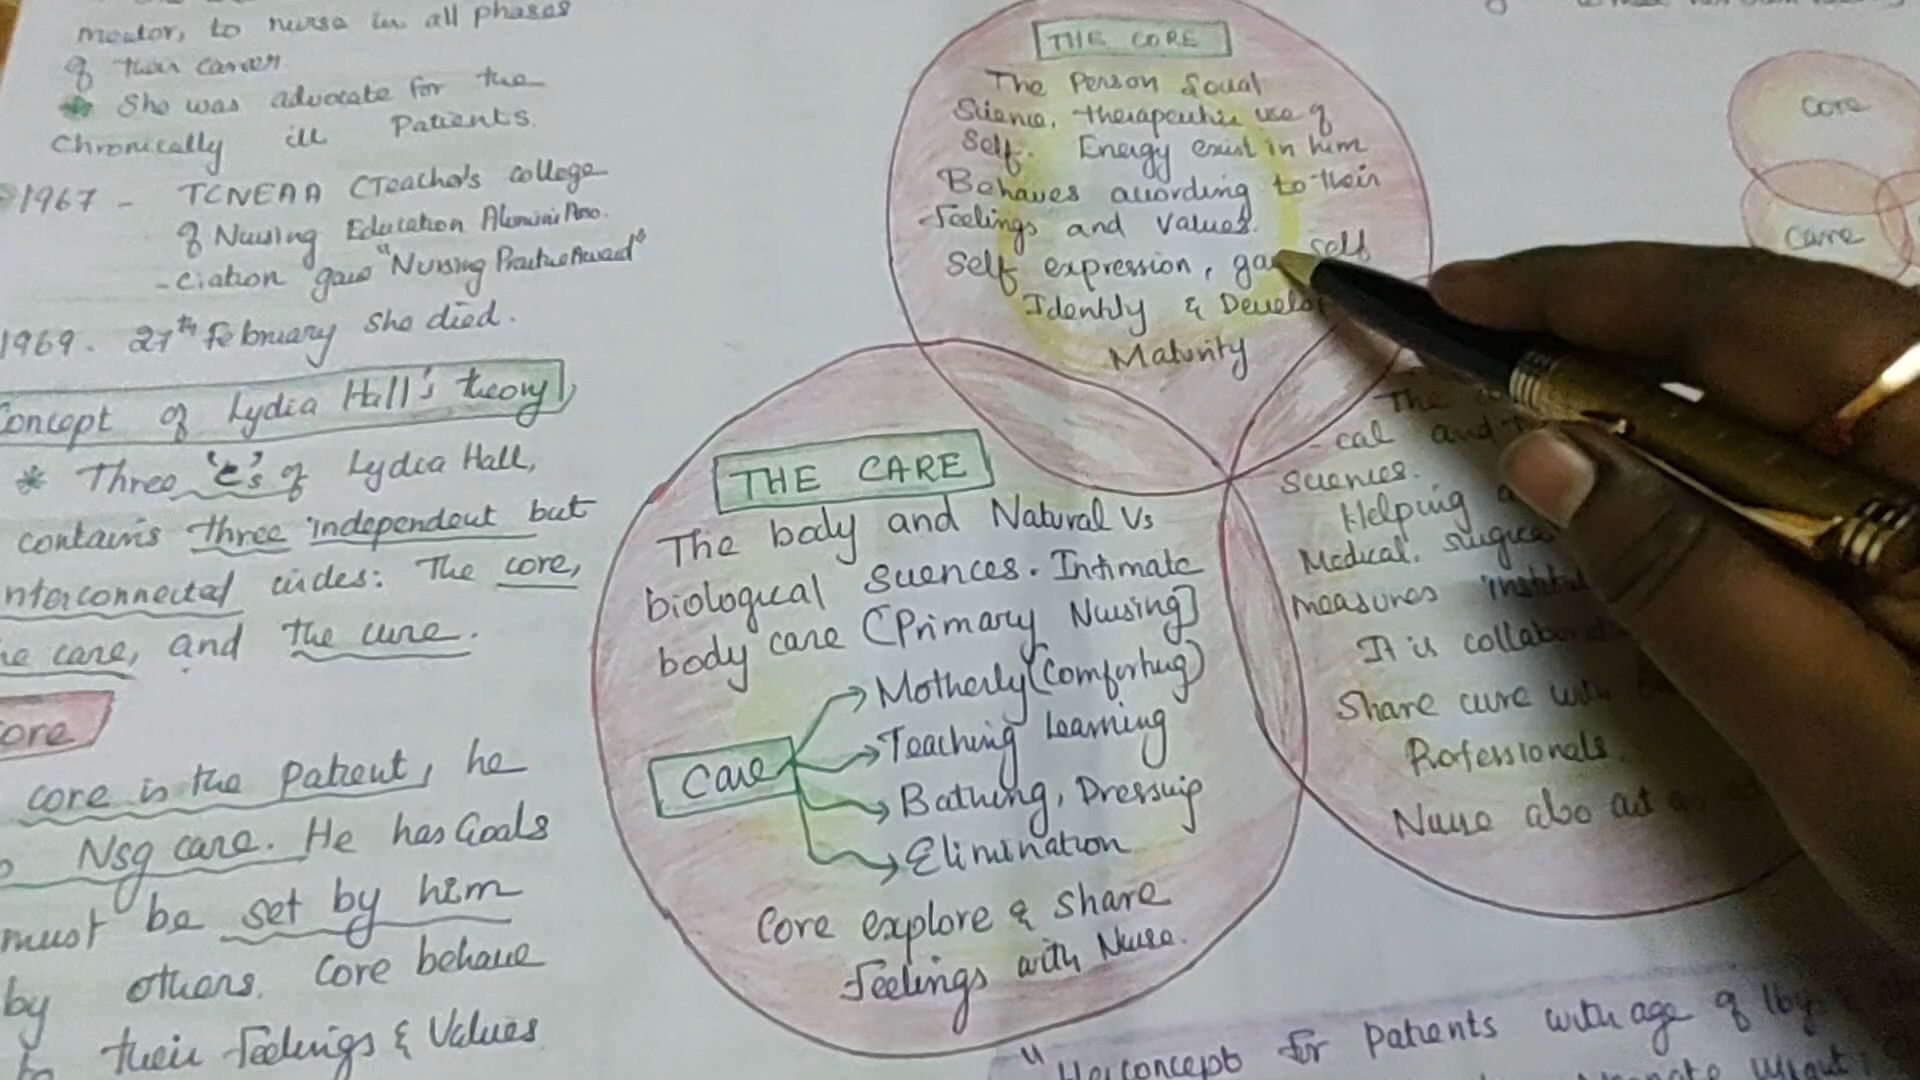 mentor, to nurse in all phases
of their career
She was advocate for the
Chronically ill Patients.
1967 - TCNEAA (Teacher's college
of Nursing Education Alumini Asso.
-ciation gave "Nursing Practice Award"
1969. 27th February She died.
Concept of Lydia Hall's theory
* Three 'c's of Lydia Hall,
contains three independent but
interconnected circles: The core,
care, and the cure.
core
core is the patient, he
Nsg care. He has Goals
must be set by him
by others. Core behave
to their feelings & Values
THE CORE
The Person Social
Science, therapeutic use of
Self. Energy exist in him
Behaves according to their
feelings and Values.
Self expression, self
Identity &
Maturity
THE CARE
The body and Natural Vs
biological sciences. Intimate
body care (Primary Nursing]
Care
Motherly (Comforting)
Teaching Learning
Bathing, Dressing
Elimination
Core explore & share
feelings with Nurse.
The
-cal and
sciences.
Helping
Medical, 
measures
It is
Share cure with
Professionals.
Nurse also act
core
care
" concept for patients with age of 16y